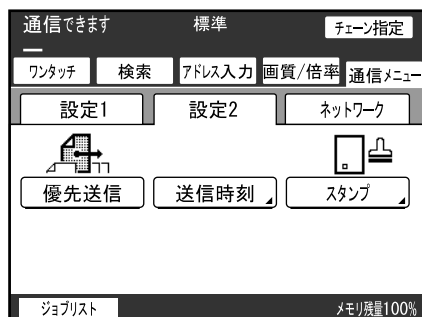 通信できます 標準 チェーン指定
ワンタッチ 検索 アドレス入力 画質/倍率 通信メニュー
設定1 設定2 ネットワーク
優先送信 送信時刻 スタンプ
ジョブリスト メモリ残量100%